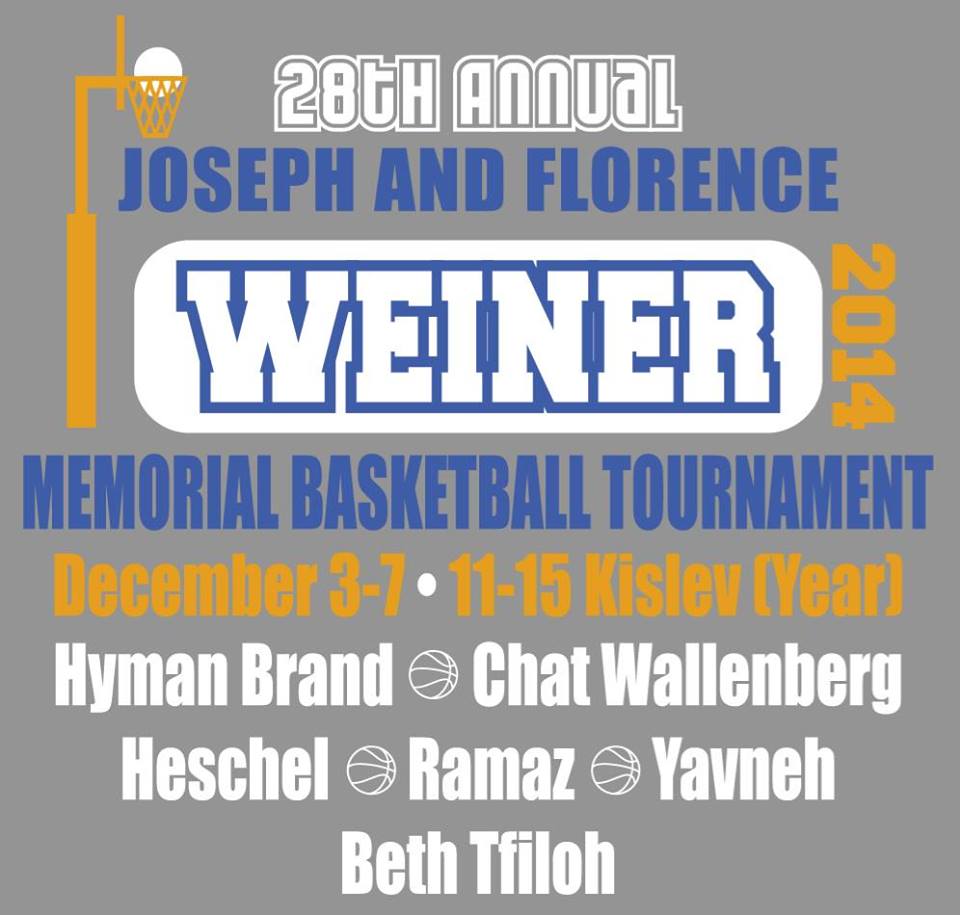 28TH ANNUAL
JOSEPH AND FLORENCE
WEINER
2014
MEMORIAL BASKETBALL TOURNAMENT
December 3-7 • 11-15 Kislev (Year)
Hyman Brand Chat Wallenberg
Heschel Ramaz Yavneh
Beth Tfiloh